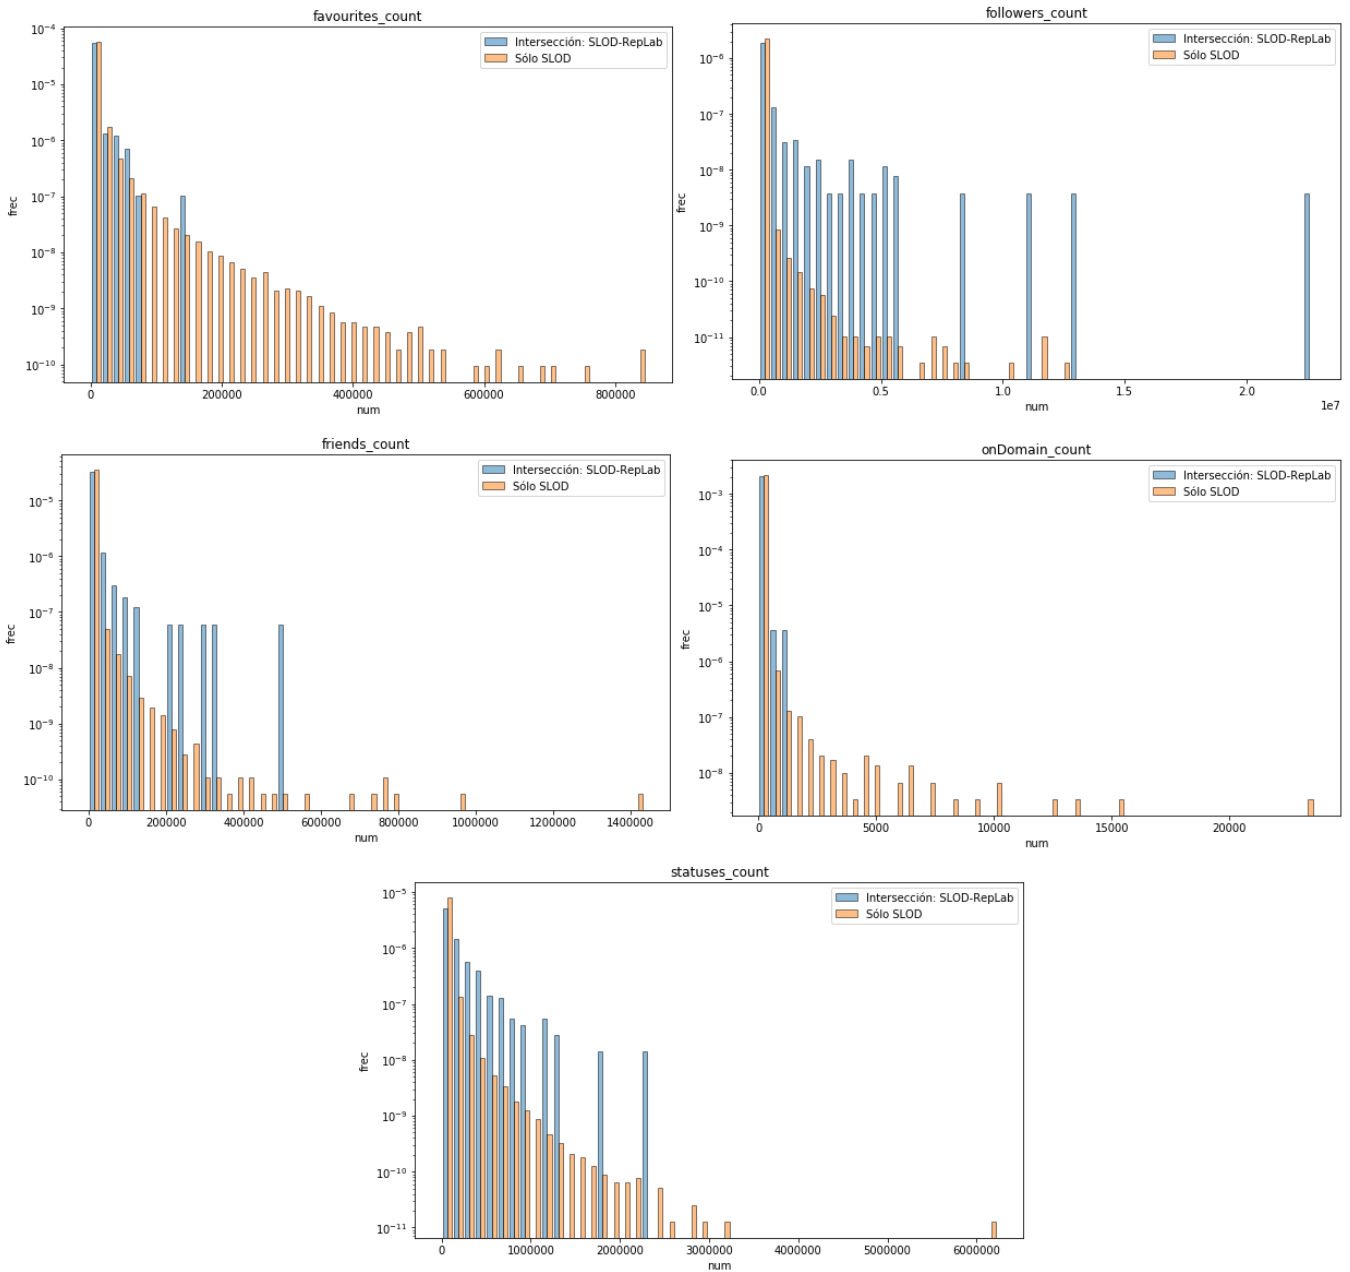 favourites_count
Intersección: SLOD-RepLab
Sólo SLOD
10⁻⁴
10⁻⁵
10⁻⁶
10⁻⁷
10⁻⁸
10⁻⁹
10⁻¹⁰
frec
0 200000 400000 600000 800000
num
followers_count
Intersección: SLOD-RepLab
Sólo SLOD
10⁻⁶
10⁻⁷
10⁻⁸
10⁻⁹
10⁻¹⁰
10⁻¹¹
frec
0.0 0.5 1.0 1.5 2.0
1e7
num
friends_count
Intersección: SLOD-RepLab
Sólo SLOD
10⁻⁵
10⁻⁶
10⁻⁷
10⁻⁸
10⁻⁹
10⁻¹⁰
frec
0 200000 400000 600000 800000 1000000 1200000 1400000
num
onDomain_count
Intersección: SLOD-RepLab
Sólo SLOD
10⁻³
10⁻⁴
10⁻⁵
10⁻⁶
10⁻⁷
10⁻⁸
frec
0 5000 10000 15000 20000
num
statuses_count
Intersección: SLOD-RepLab
Sólo SLOD
10⁻⁵
10⁻⁶
10⁻⁷
10⁻⁸
10⁻⁹
10⁻¹⁰
10⁻¹¹
frec
0 1000000 2000000 3000000 4000000 5000000 6000000
num